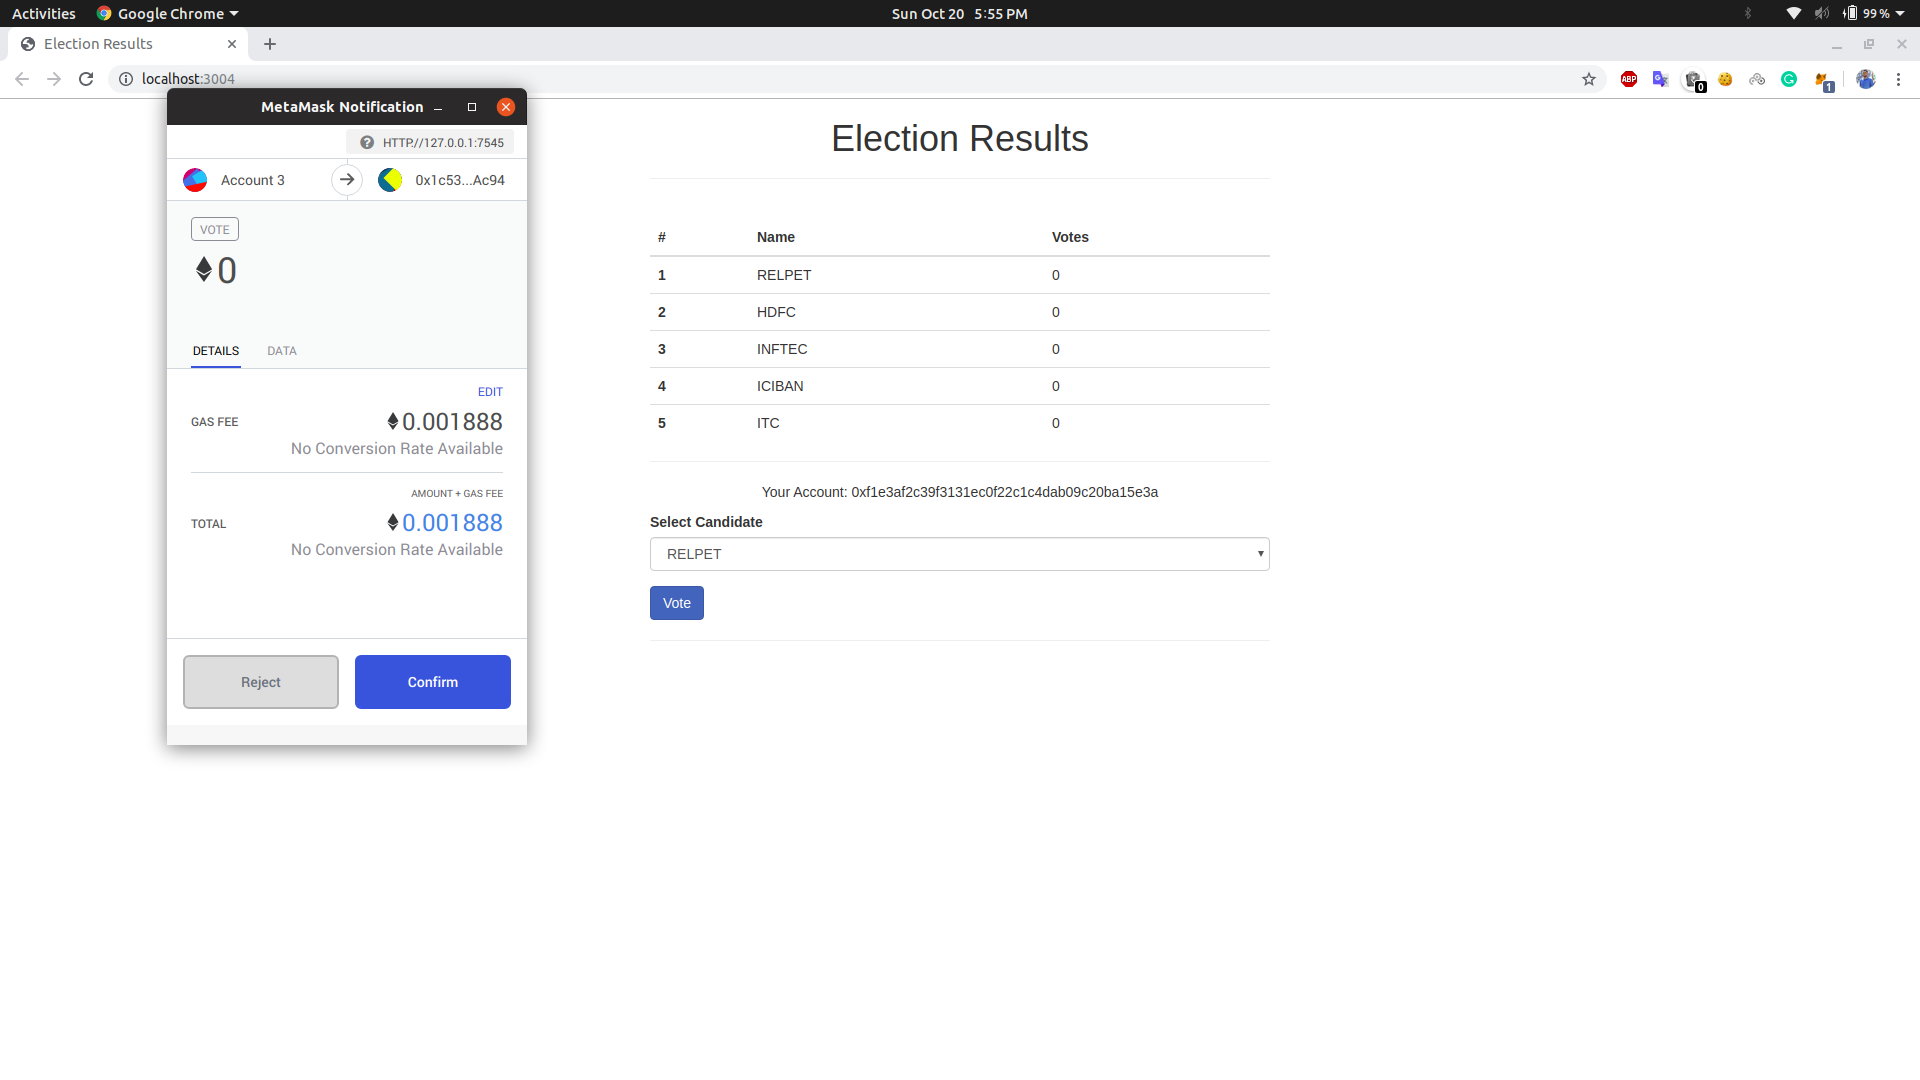 Activities Google Chrome Sun Oct 20 5:55 PM 99 %
Election Results
localhost:3004
ABP G 0 G 1
MetaMask Notification
? HTTP//127.0.0.1:7545
Account 3 0x1c53...Ac94
VOTE
0
DETAILS DATA
EDIT
GAS FEE 0.001888
No Conversion Rate Available
AMOUNT + GAS FEE
TOTAL 0.001888
No Conversion Rate Available
Reject Confirm
Election Results
# Name Votes
1 RELPET 0
2 HDFC 0
3 INFTEC 0
4 ICIBAN 0
5 ITC 0
Your Account: 0xf1e3af2c39f3131ec0f22c1c4dab09c20ba15e3a
Select Candidate
RELPET
Vote